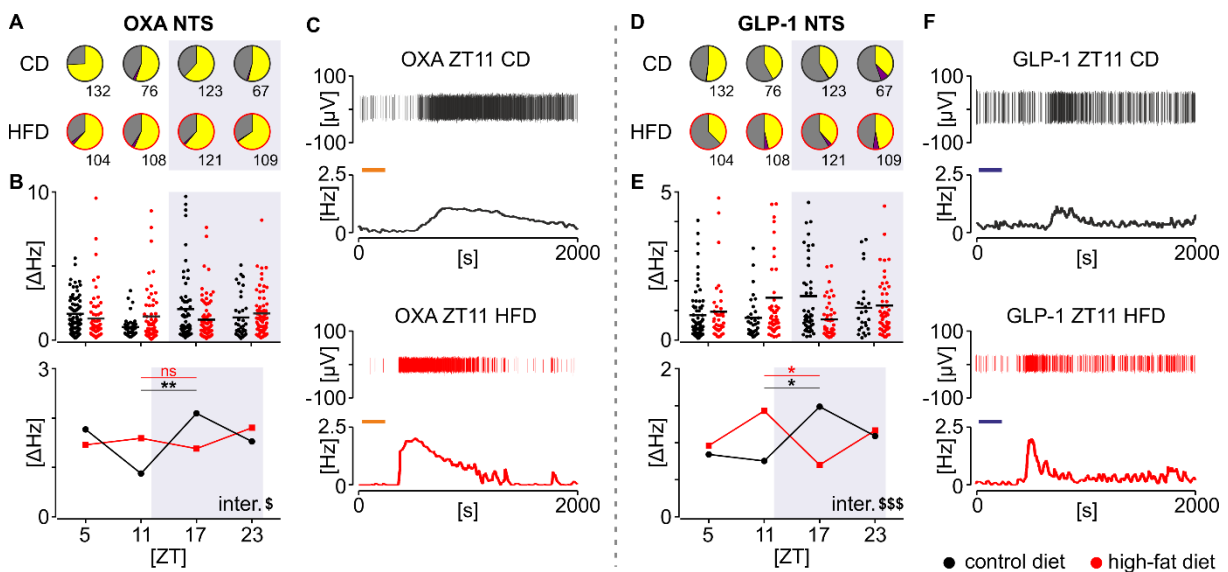 A
OXA NTS
CD
132 76 123 67
HFD
104 108 121 109
B
10
[ΔHz]
0
3
ns
**
[ΔHz]
inter. $
0
5 11 17 23
[ZT]
C
OXA ZT11 CD
100
[µV]
-100
2.5
[Hz]
0
0 2000
[s]
OXA ZT11 HFD
100
[µV]
-100
2.5
[Hz]
0
0 2000
[s]
D
GLP-1 NTS
CD
132 76 123 67
HFD
104 108 121 109
E
5
[ΔHz]
0
2
*
*
[ΔHz]
inter. $$$
0
5 11 17 23
[ZT]
F
GLP-1 ZT11 CD
100
[µV]
-100
2.5
[Hz]
0
0 2000
[s]
GLP-1 ZT11 HFD
100
[µV]
-100
2.5
[Hz]
0
0 2000
[s]
control diet high-fat diet